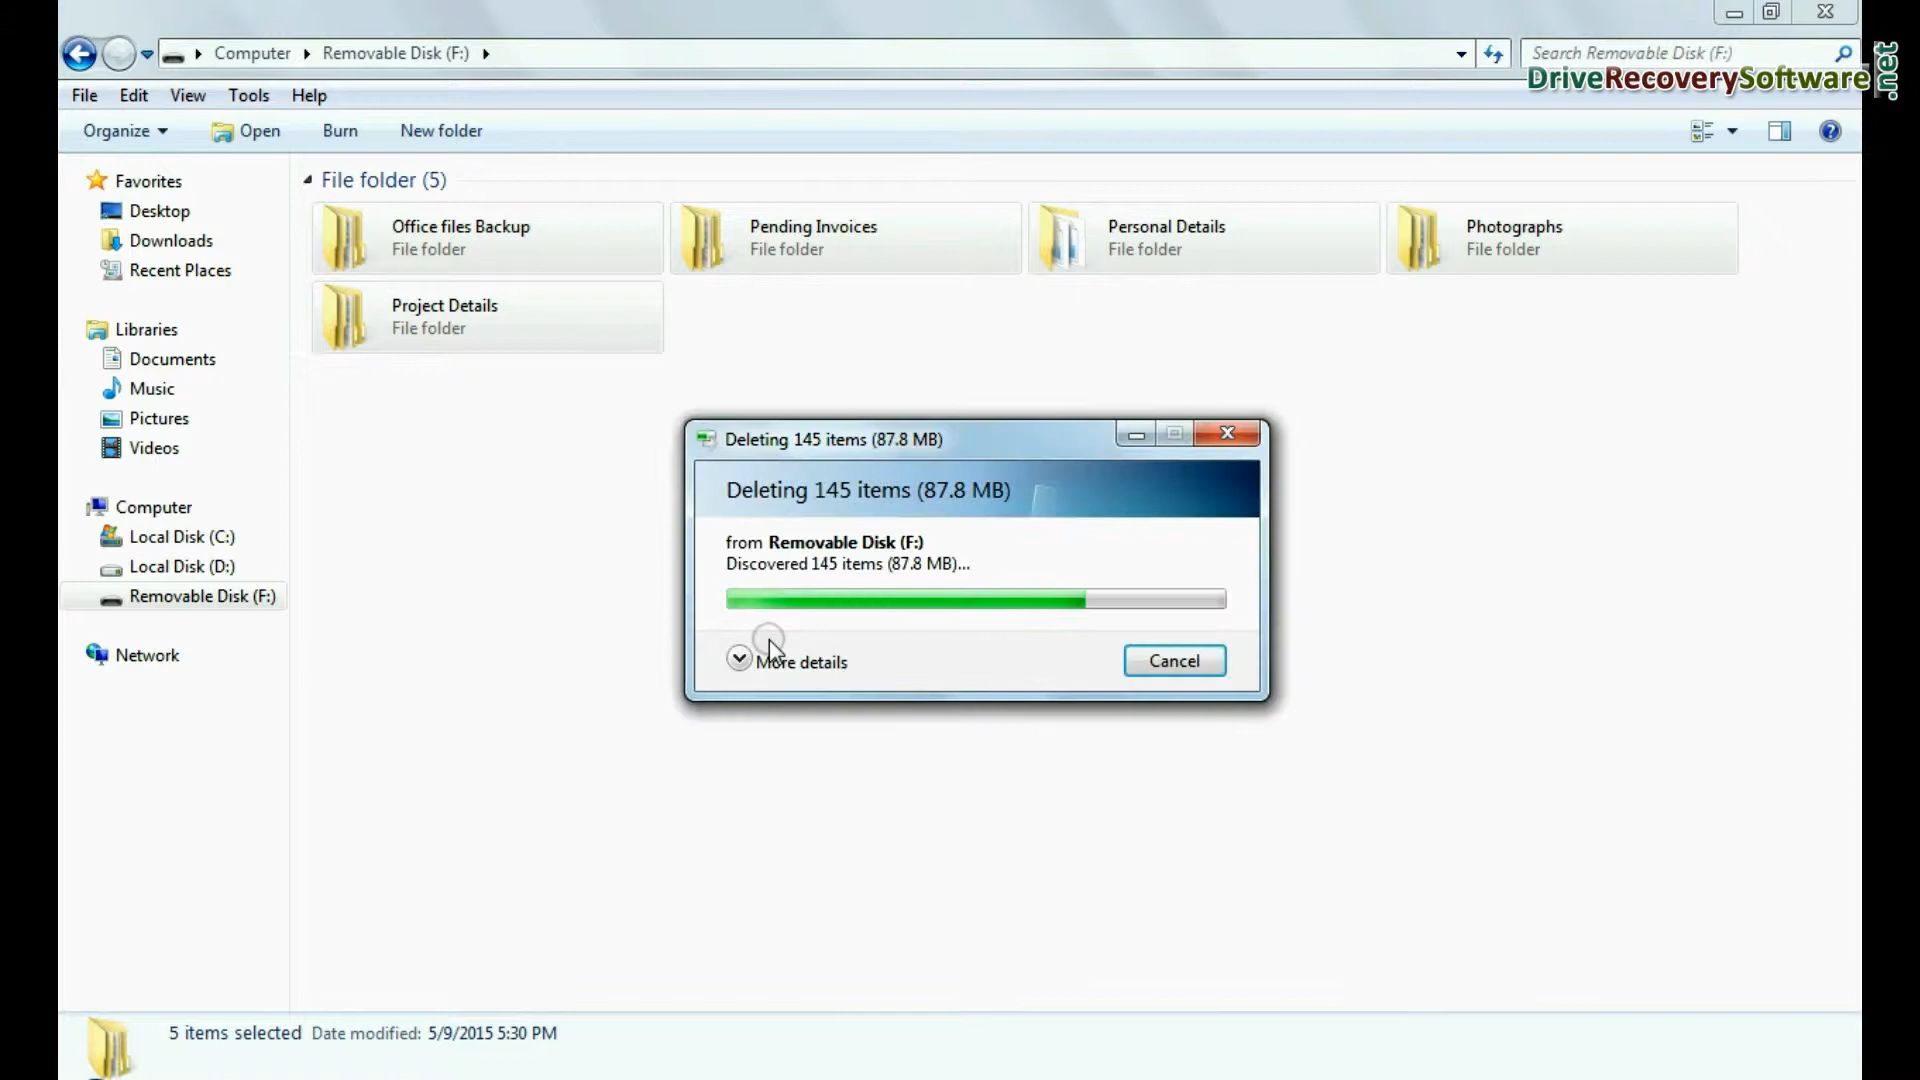 Computer Removable Disk (F:)
Search Removable Disk (F:)
DriveRecoverySoftware.net
File Edit View Tools Help
Organize Open Burn New folder
Favorites
Desktop
Downloads
Recent Places
Libraries
Documents
Music
Pictures
Videos
Computer
Local Disk (C:)
Local Disk (D:)
Removable Disk (F:)
Network
File folder (5)
Office files Backup
File folder
Pending Invoices
File folder
Personal Details
File folder
Photographs
File folder
Project Details
File folder
Deleting 145 items (87.8 MB)
Deleting 145 items (87.8 MB)
from Removable Disk (F:)
Discovered 145 items (87.8 MB)...
More details
Cancel
5 items selected Date modified: 5/9/2015 5:30 PM